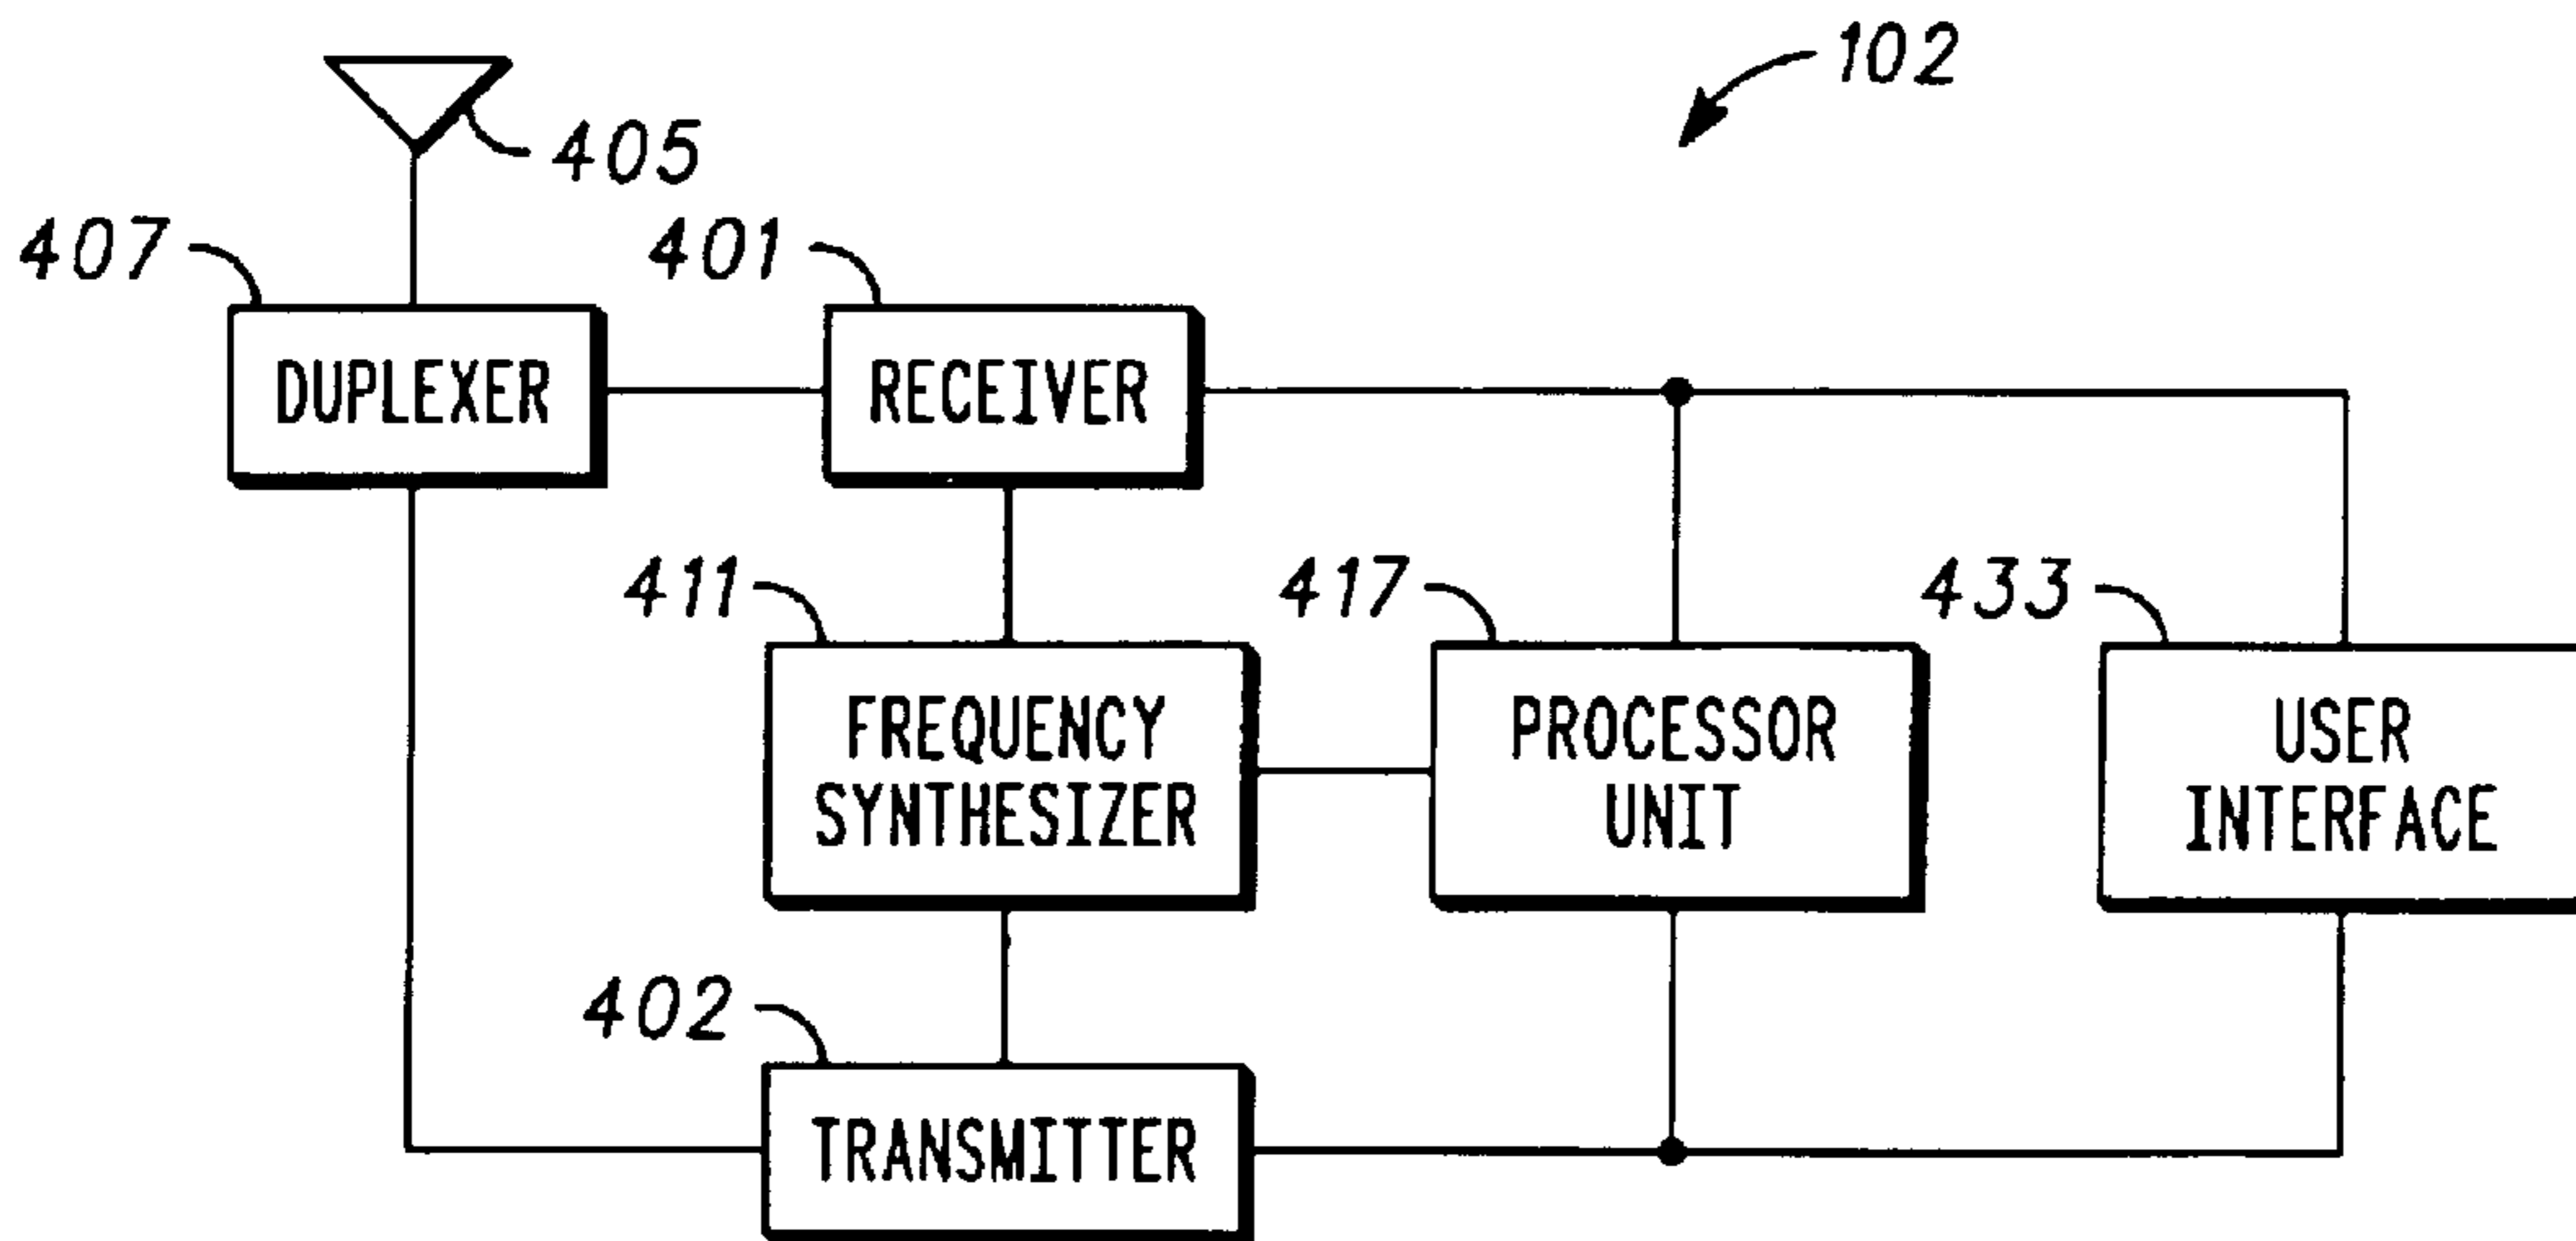 102
405
407
401
DUPLEXER
RECEIVER
411
417
433
FREQUENCY
SYNTHESIZER
PROCESSOR
UNIT
USER
INTERFACE
402
TRANSMITTER